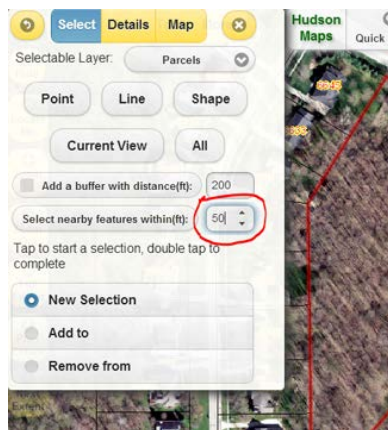 Select Details Map
Hudson
Maps
Quick
Selectable Layer: Parcels
6645
Point Line Shape
Current View All
Add a buffer with distance(ft): 200
Select nearby features within(ft): 50
Tap to start a selection, double tap to
complete
New Selection
Add to
Remove from
Extent